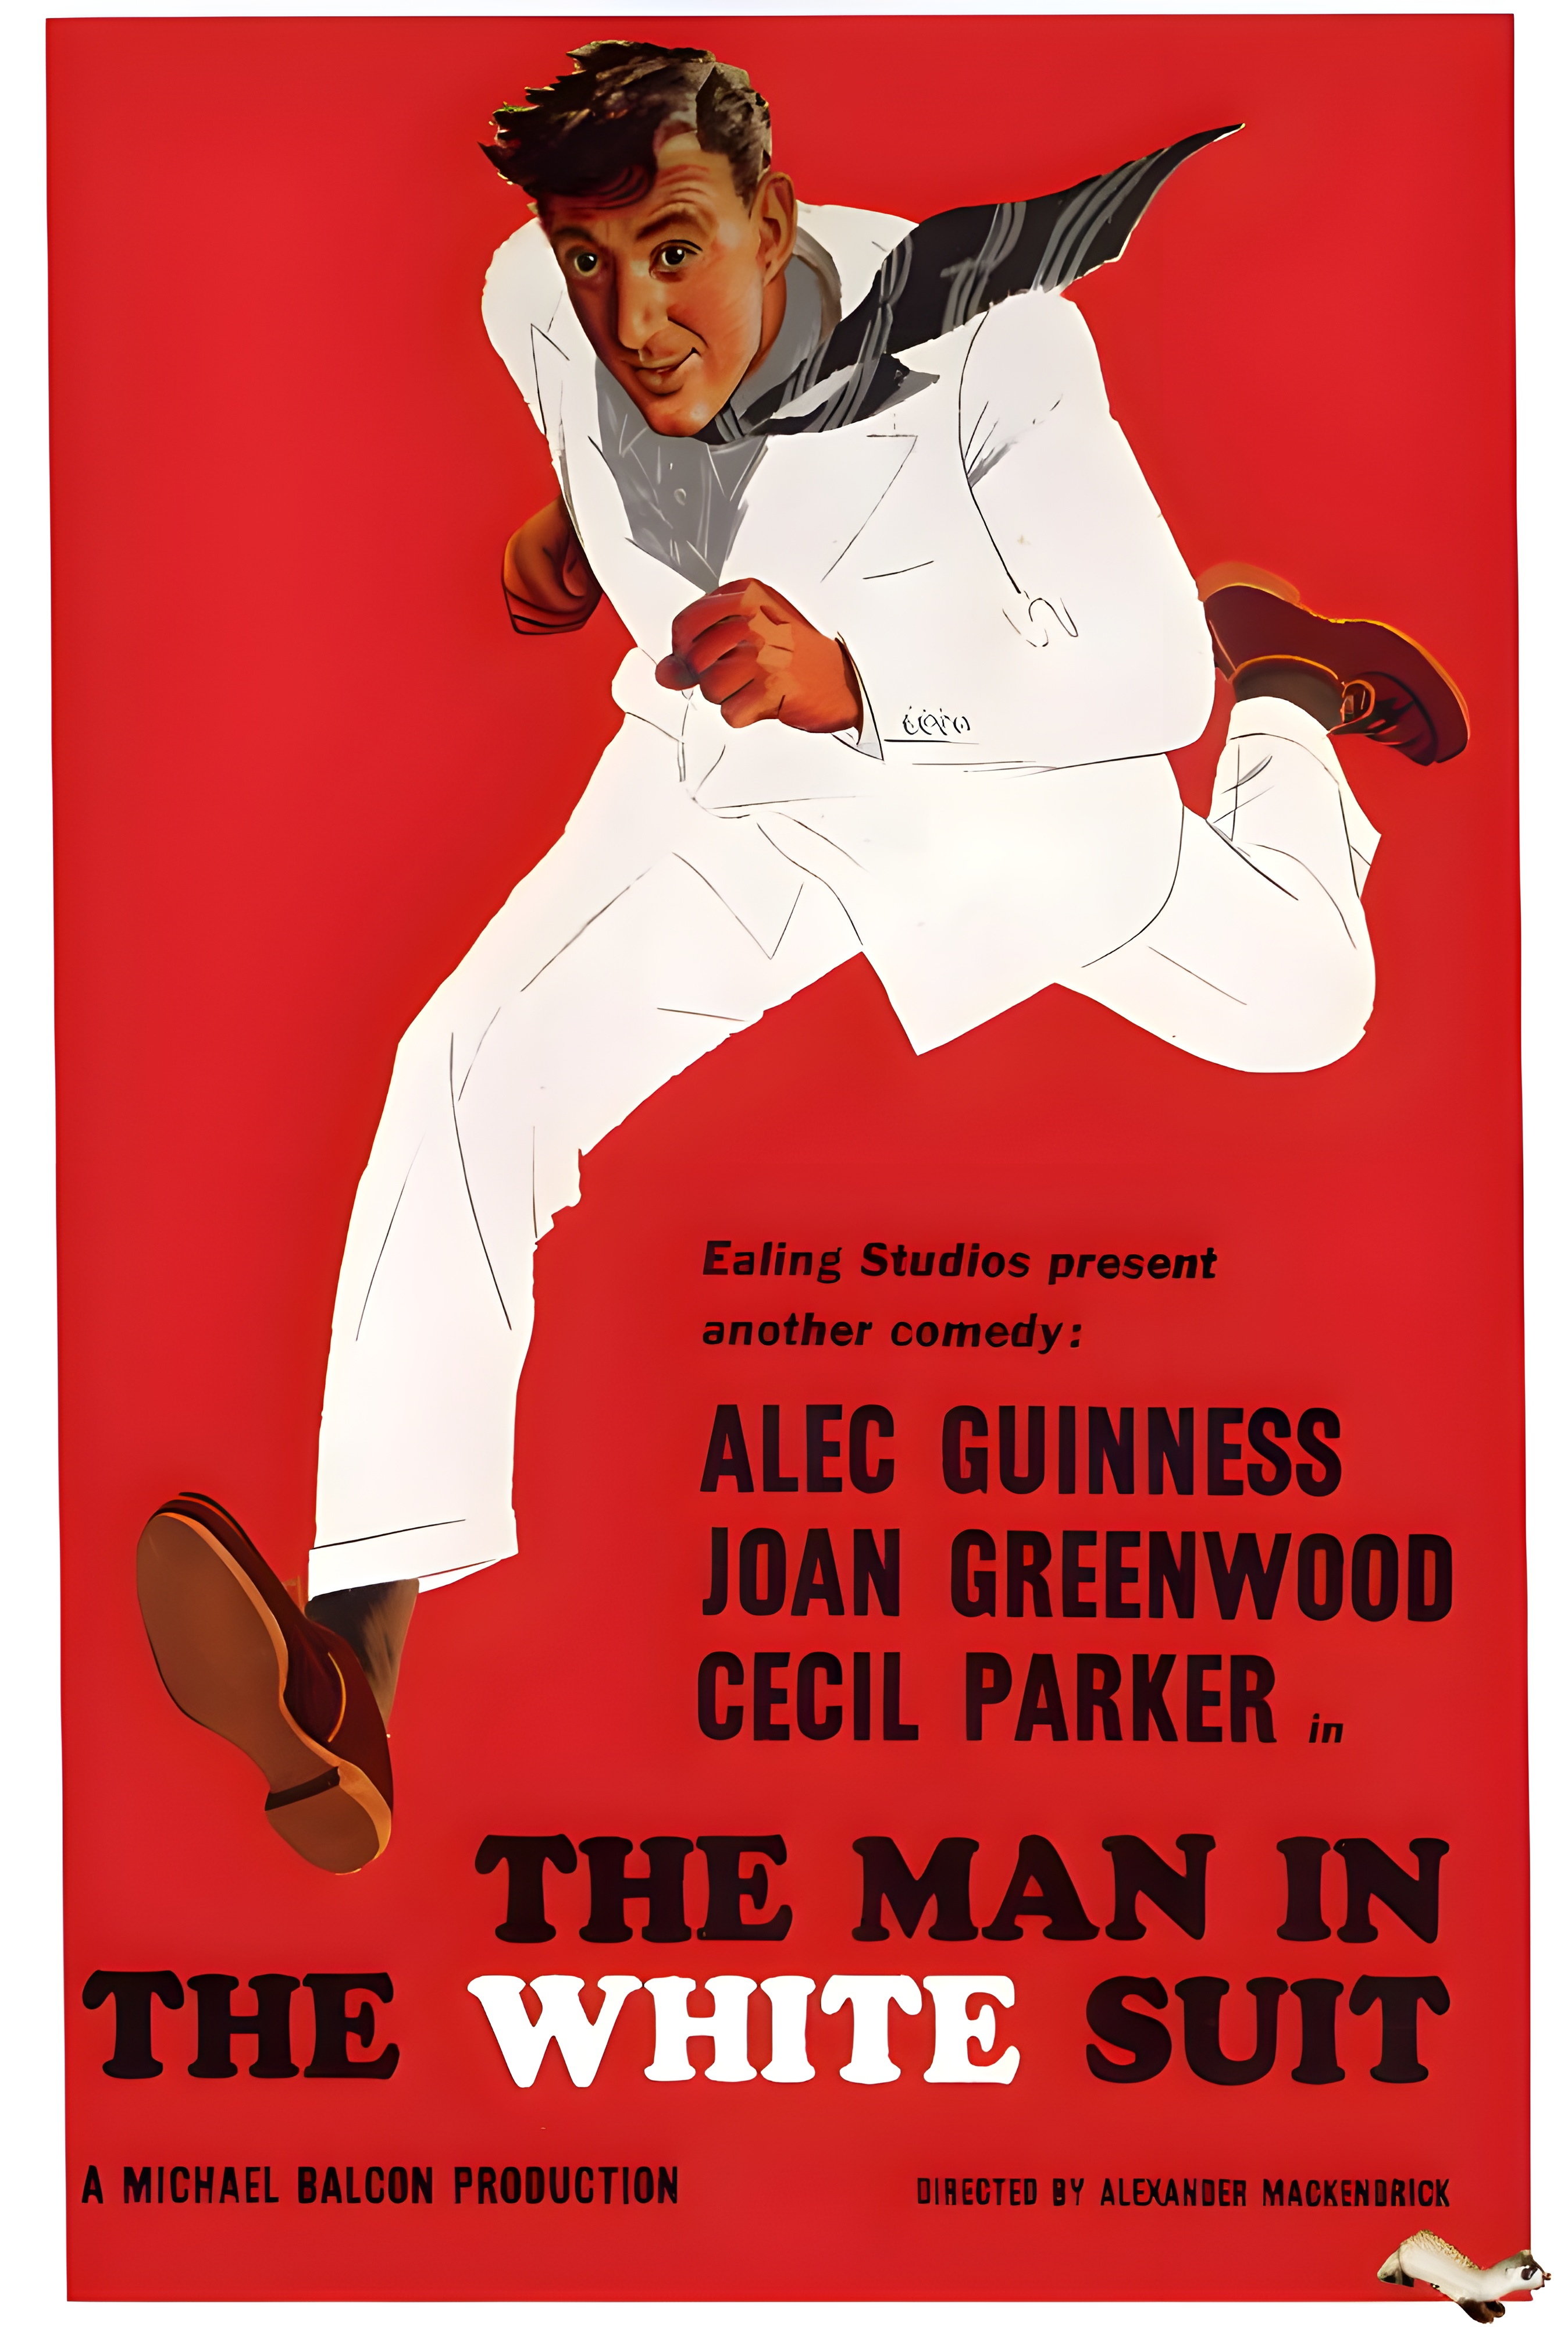 Ealing Studios present
another comedy:
ALEC GUINNESS
JOAN GREENWOOD
CECIL PARKER in
THE MAN IN
THE WHITE SUIT
A MICHAEL BALCON PRODUCTION
DIRECTED BY ALEXANDER MACKENDRICK